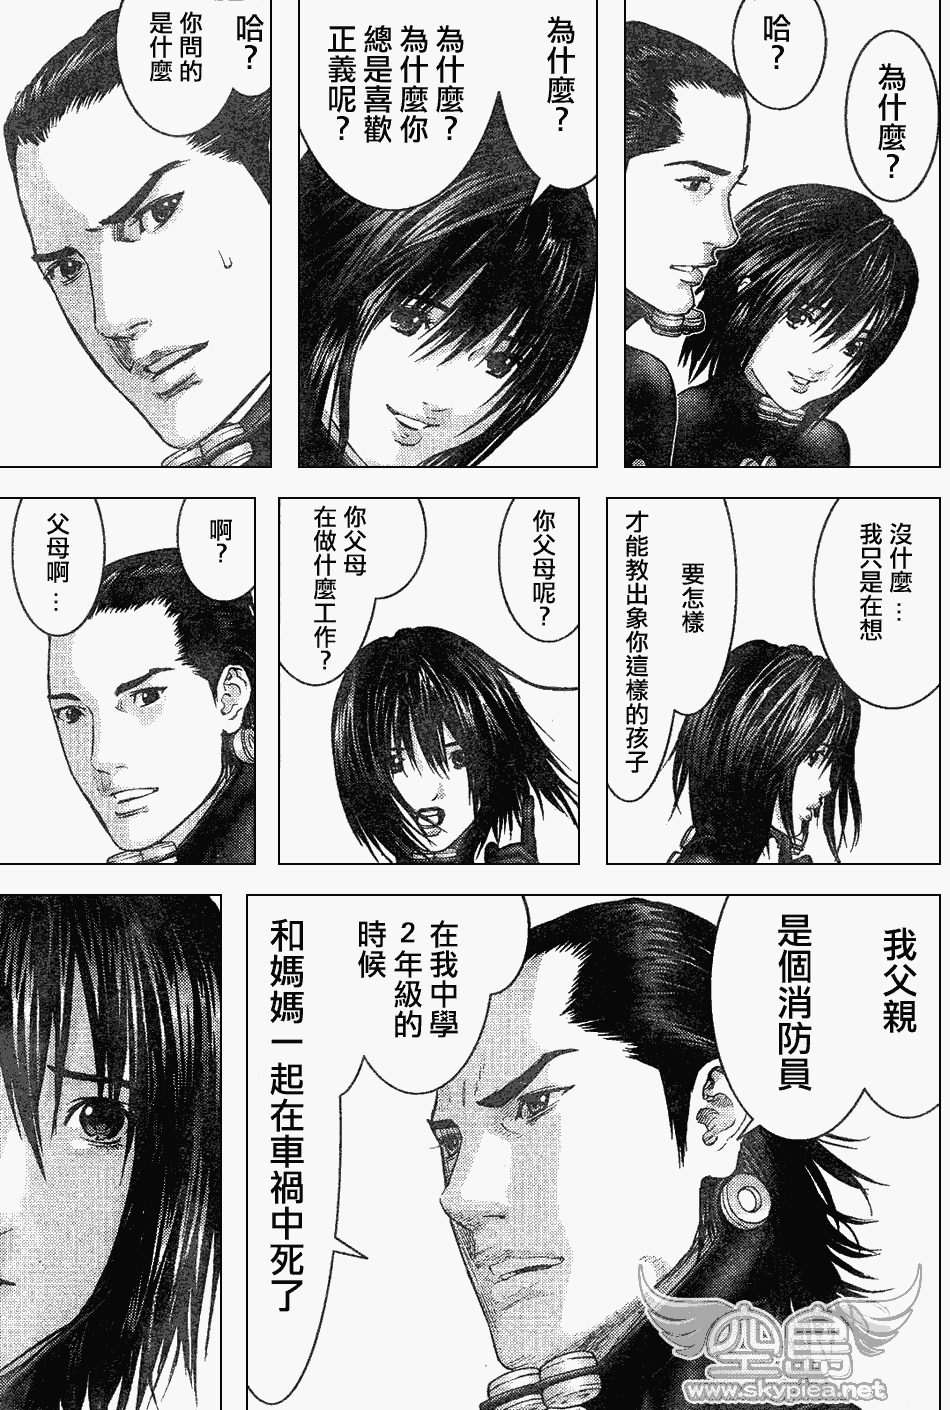 為什麼？
哈？
為什麼？
為什麼？
為什麼你
總是喜歡
正義呢？
哈？
你問的
是什麼
沒什麼…
我只是在想
要怎樣
才能教出象你這樣的孩子
你父母呢？
你父母
在做什麼工作？
啊？
父母啊…
我父親
是個消防員
在我中學
2年級的
時候
和媽媽一起在車禍中死了
空島
www.skypiea.net